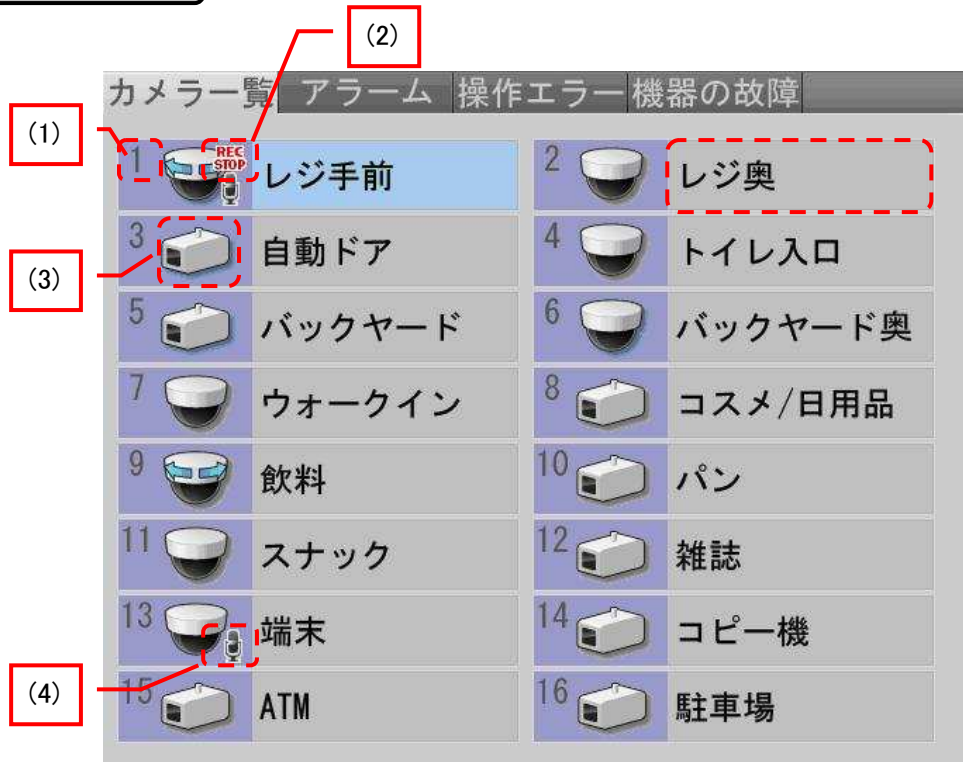 (2)
カメラ一覧 アラーム 操作エラー 機器の故障
(1)
1 REC STOP レジ手前
2 レジ奥
(3)
3 自動ドア
4 トイレ入口
5 バックヤード
6 バックヤード奥
7 ウォークイン
8 コスメ/日用品
9 飲料
10 パン
11 スナック
12 雑誌
13 端末
14 コピー機
(4)
15 ATM
16 駐車場